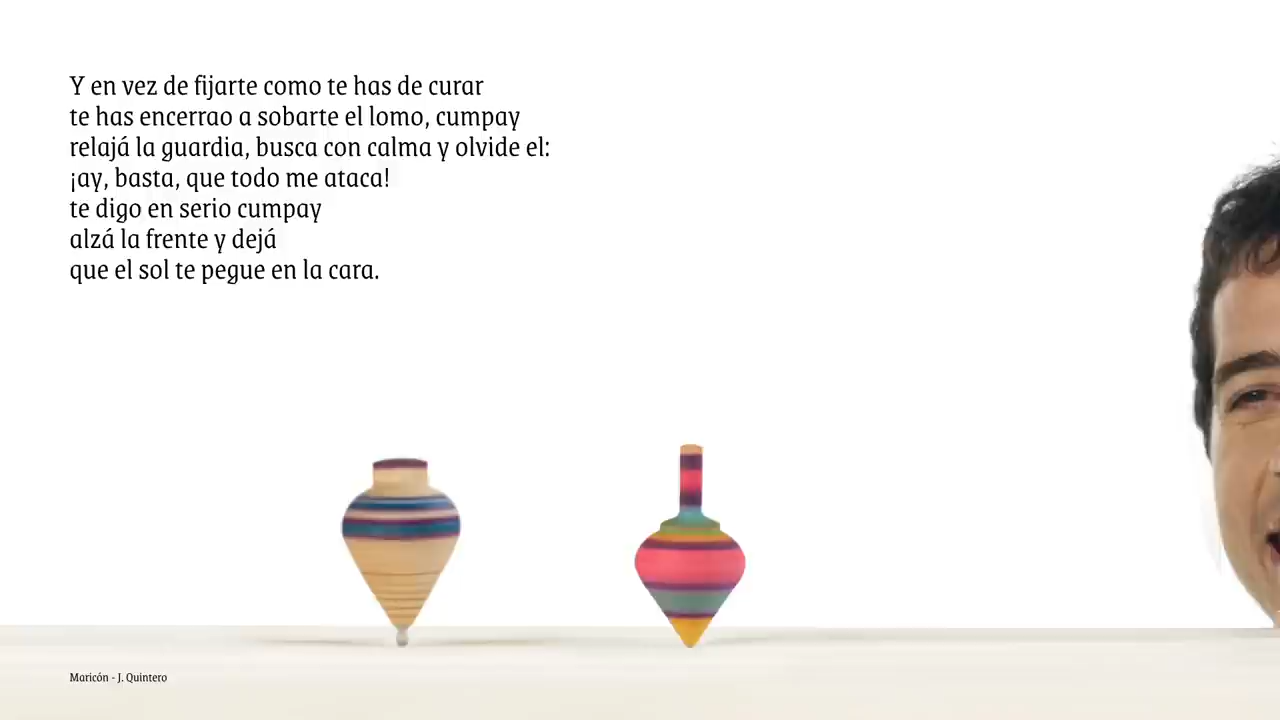 Y en vez de fijarte como te has de curar
te has encerrao a sobarte el lomo, cumpay
relajá la guardia, busca con calma y olvide el:
¡ay, basta, que todo me ataca!
te digo en serio cumpay
alzá la frente y dejá
que el sol te pegue en la cara.
Maricón - J. Quintero